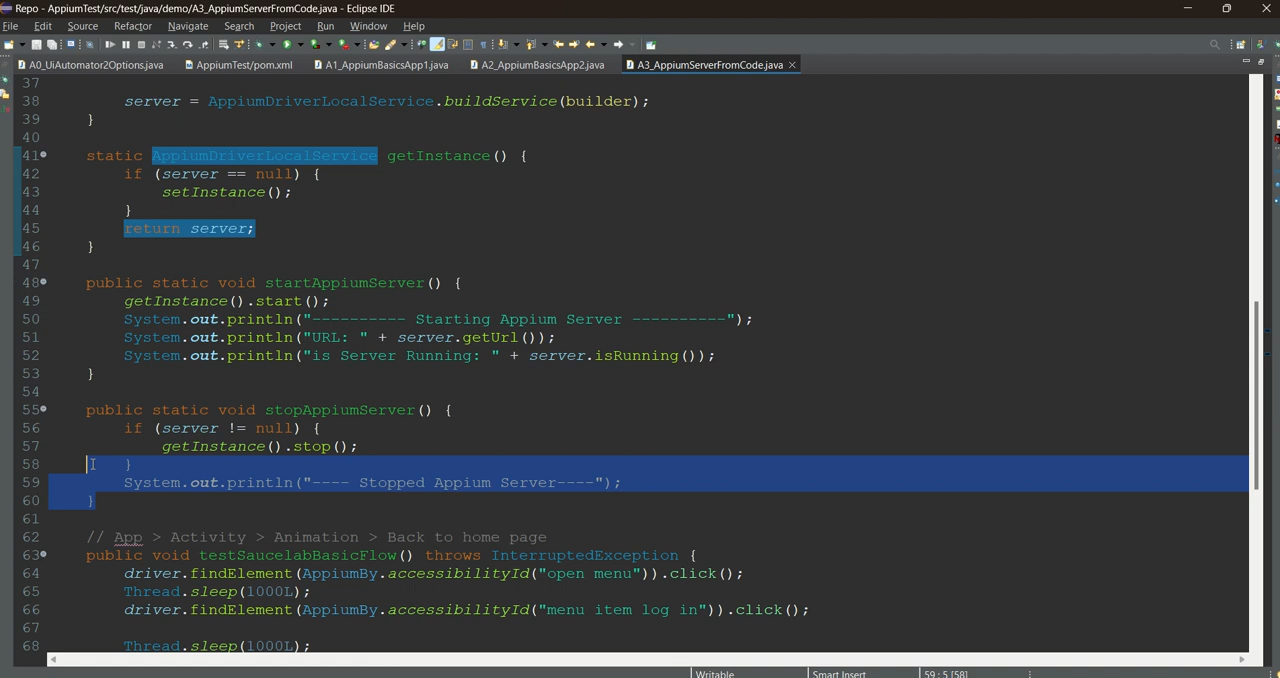 Repo - AppiumTest/src/test/java/demo/A3_AppiumServerFromCode.java - Eclipse IDE
File Edit Source Refactor Navigate Search Project Run Window Help
A0_UiAutomator2Options.java AppiumTest/pom.xml A1_AppiumBasicsApp1.java A2_AppiumBasicsApp2.java A3_AppiumServerFromCode.java
37
38 server = AppiumDriverLocalService.buildService(builder);
39 }
40
41 static AppiumDriverLocalService getInstance() {
42 if (server == null) {
43 setInstance();
44 }
45 return server;
46 }
47
48 public static void startAppiumServer() {
49 getInstance().start();
50 System.out.println("---------- Starting Appium Server ----------");
51 System.out.println("URL: " + server.getUrl());
52 System.out.println("is Server Running: " + server.isRunning());
53 }
54
55 public static void stopAppiumServer() {
56 if (server != null) {
57 getInstance().stop();
58 }
59 System.out.println("---- Stopped Appium Server----");
60 }
61
62 // App > Activity > Animation > Back to home page
63 public void testSaucelabBasicFlow() throws InterruptedException {
64 driver.findElement(AppiumBy.accessibilityId("open menu")).click();
65 Thread.sleep(1000L);
66 driver.findElement(AppiumBy.accessibilityId("menu item log in")).click();
67
68 Thread.sleep(1000L);
Writable Smart Insert 59 : 5 [58]